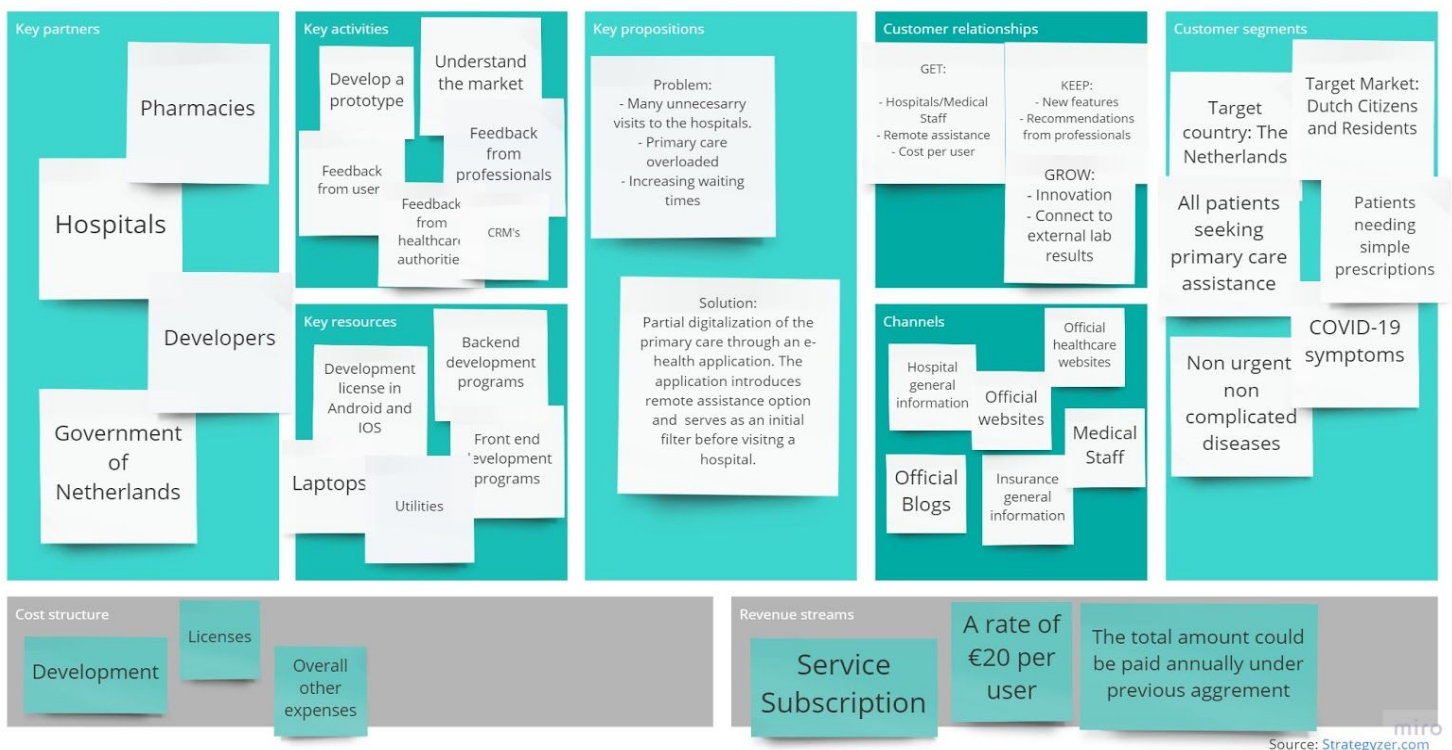 Key partners
Pharmacies
Hospitals
Developers
Government
of
Netherlands
Key activities
Develop a
prototype
Understand
the market
Feedback
from
professionals
Feedback
from user
Feedback
from
healthcare
authoritie
CRM's
Key resources
Development
license in
Android and
IOS
Backend
development
programs
Front end
evelopment
programs
Laptops
Utilities
Key propositions
Problem:
- Many unnecesarry
visits to the hospitals.
- Primary care
overloaded
- Increasing waiting
times
Solution:
Partial digitalization of the
primary care through an e-
health application. The
application introduces
remote assistance option
and serves as an initial
filter before visitng a
hospital.
Customer relationships
GET:
- Hospitals/Medical
Staff
- Remote assistance
- Cost per user
KEEP:
- New features
- Recommendations
from professionals
GROW:
- Innovation
- Connect to
external lab
results
Channels
Official
healthcare
websites
Hospital
general
information
Official
websites
Medical
Staff
Official
Blogs
Insurance
general
information
Customer segments
Target
country: The
Netherlands
Target Market:
Dutch Citizens
and Residents
All patients
seeking
primary care
assistance
Patients
needing
simple
prescriptions
COVID-19
symptoms
Non urgent
non
complicated
diseases
Cost structure
Development
Licenses
Overall
other
expenses
Revenue streams
Service
Subscription
A rate of
€20 per
user
The total amount could
be paid annually under
previous aggrement
miro
Source: Strategyzer.com